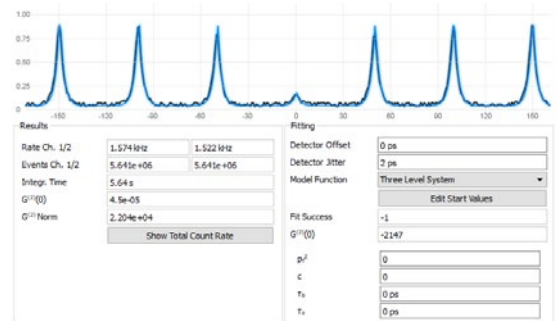 1.00
0.75
0.50
0.25
0
-150 -120 -90 -60 -30 0 30 60 90 120 150
Results
Rate Ch. 1/2 1.574 kHz 1.522 kHz
Events Ch. 1/2 5.641e+06 5.641e+06
Integr. Time 5.64 s
G⁽²⁾(0) 4.5e-05
G⁽²⁾ Norm 2.204e+04
Show Total Count Rate
Fitting
Detector Offset 0 ps
Detector Jitter 2 ps
Model Function Three Level System
Edit Start Values
Fit Success -1
G⁽²⁾(0) -2147
0
c 0
0 ps
0 ps